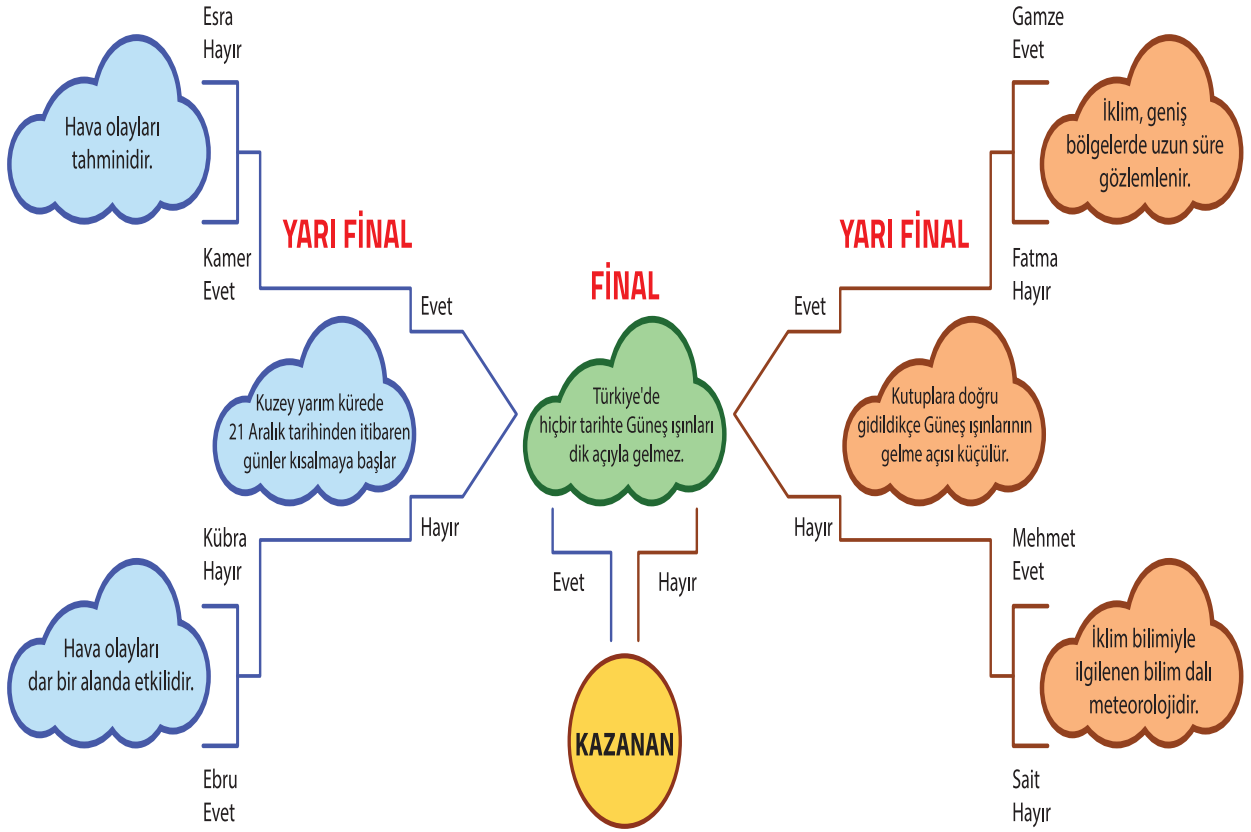 Esra
Hayır
Hava olayları
tahminidir.
Kamer
Evet
YARI FİNAL
Evet
Kuzey yarım kürede
21 Aralık tarihinden itibaren
günler kısalmaya başlar
Hayır
Kübra
Hayır
Hava olayları
dar bir alanda etkilidir.
Ebru
Evet
FİNAL
Türkiye'de
hiçbir tarihte Güneş ışınları
dik açıyla gelmez.
Evet
Hayır
KAZANAN
Gamze
Evet
İklim, geniş
bölgelerde uzun süre
gözlemlenir.
Fatma
Hayır
YARI FİNAL
Evet
Kutuplara doğru
gidildikçe Güneş ışınlarının
gelme açısı küçülür.
Hayır
Mehmet
Evet
İklim bilimiyle
ilgilenen bilim dalı
meteorolojidir.
Sait
Hayır